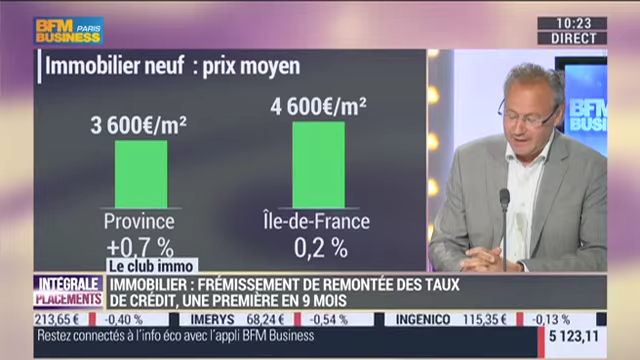 BFM PARIS
BUSINESS
10:23
DIRECT
Immobilier neuf : prix moyen
3 600€/m²
4 600€/m²
Province
Île-de-France
+0,7 %
0,2 %
BFM
BUSINESS
Le club immo
INTÉGRALE
PLACEMENTS
IMMOBILIER : FRÉMISSEMENT DE REMONTÉE DES TAUX
DE CRÉDIT, UNE PREMIÈRE EN 9 MOIS
213,65 € -0,40 % IMERYS 68,24 € -0,54 % INGENICO 115,35 € -0,13 %
Restez connectés à l'info éco avec l'appli BFM Business
5 123,11